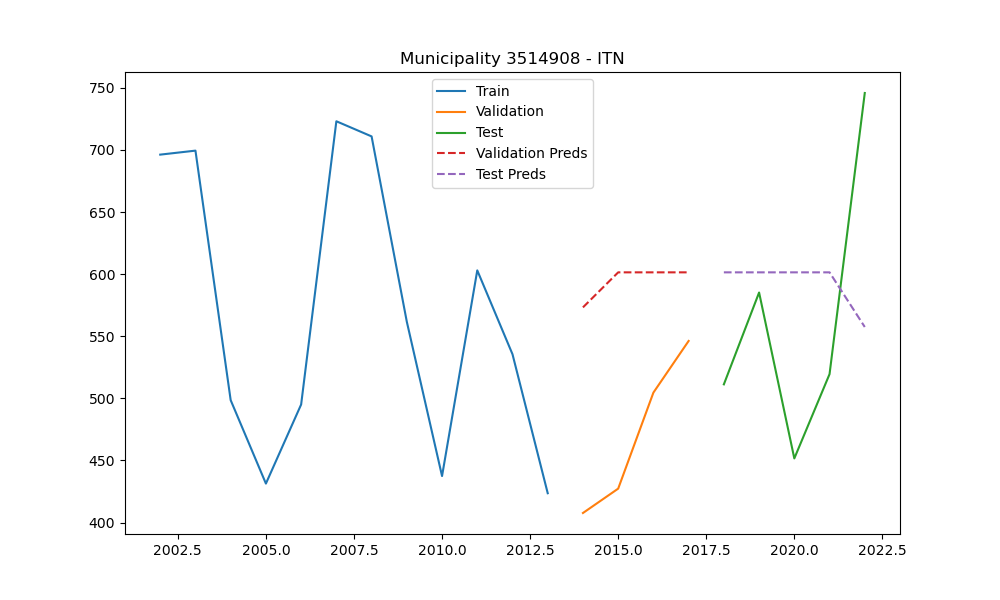 Municipality 3514908 - ITN
750
700
650
600
550
500
450
400
Train
Validation
Test
Validation Preds
Test Preds
2002.5 2005.0 2007.5 2010.0 2012.5 2015.0 2017.5 2020.0 2022.5